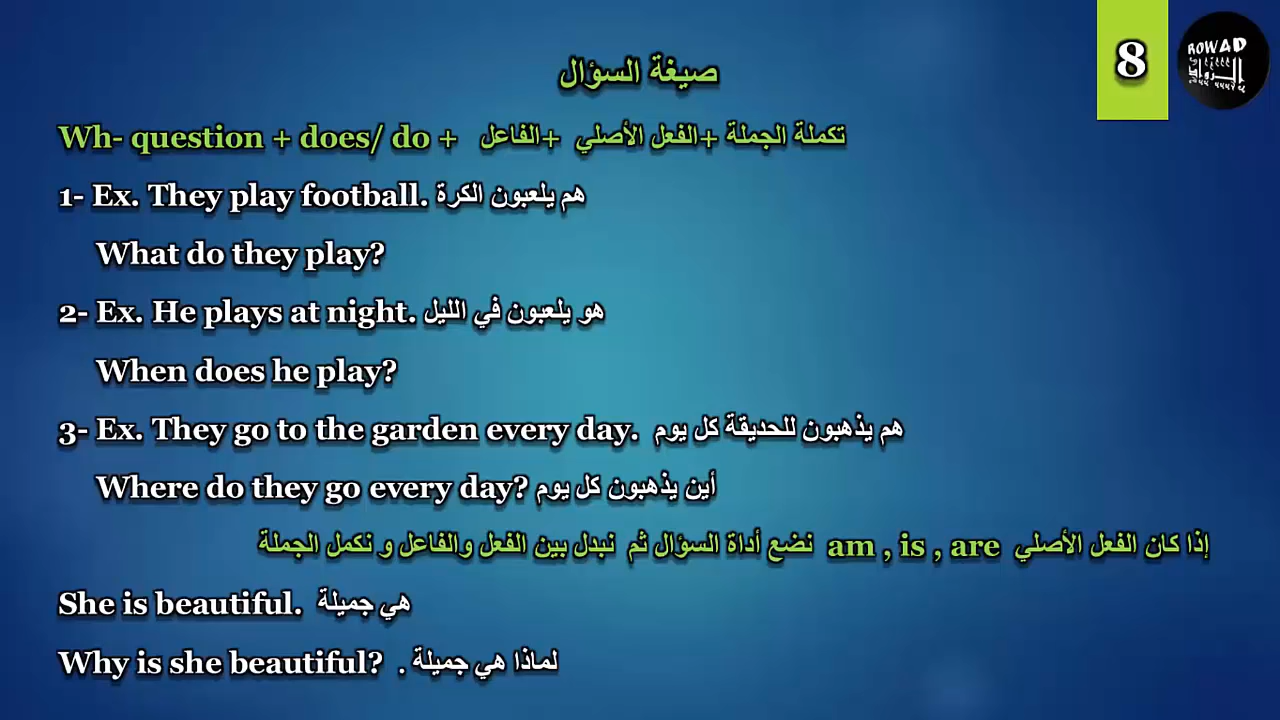 8
ROWAD
الرواد
صيغة السؤال
Wh- question + does/ do + الفاعل+ الفعل الأصلي+ تكملة الجملة
1- Ex. They play football. هم يلعبون الكرة
What do they play?
2- Ex. He plays at night. هو يلعبون في الليل
When does he play?
3- Ex. They go to the garden every day. هم يذهبون للحديقة كل يوم
Where do they go every day? أين يذهبون كل يوم
إذا كان الفعل الأصلي am , is , are نضع أداة السؤال ثم نبدل بين الفعل والفاعل و نكمل الجملة
She is beautiful. هي جميلة
Why is she beautiful? لماذا هي جميلة .